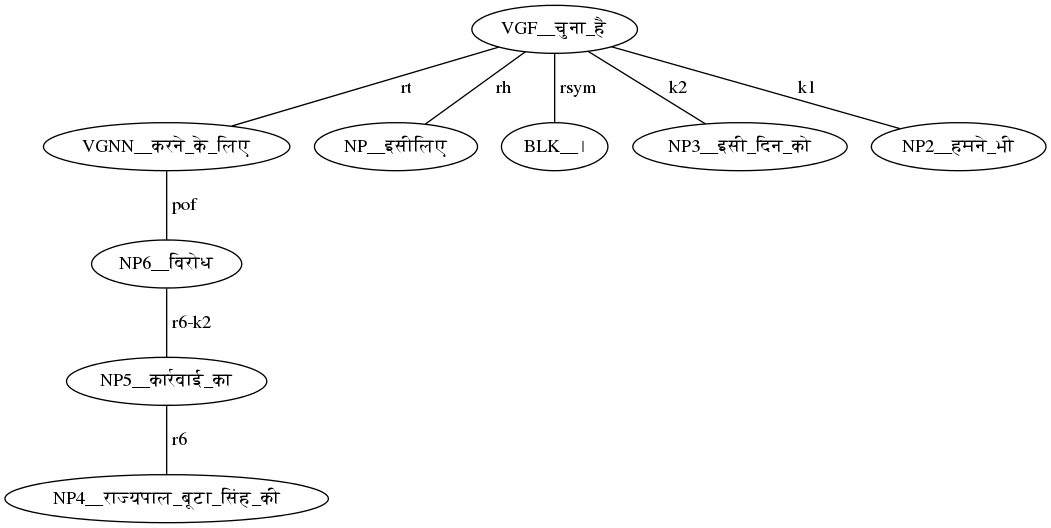 VGF__चुना_है
rt
rh
rsym
k2
k1
VGNN__करने_के_लिए
NP__इसीलिए
BLK__।
NP3__इसी_दिन_को
NP2__हमने_भी
pof
NP6__विरोध
r6-k2
NP5__कार्रवाई_का
r6
NP4__राज्यपाल_बूटा_सिंह_की